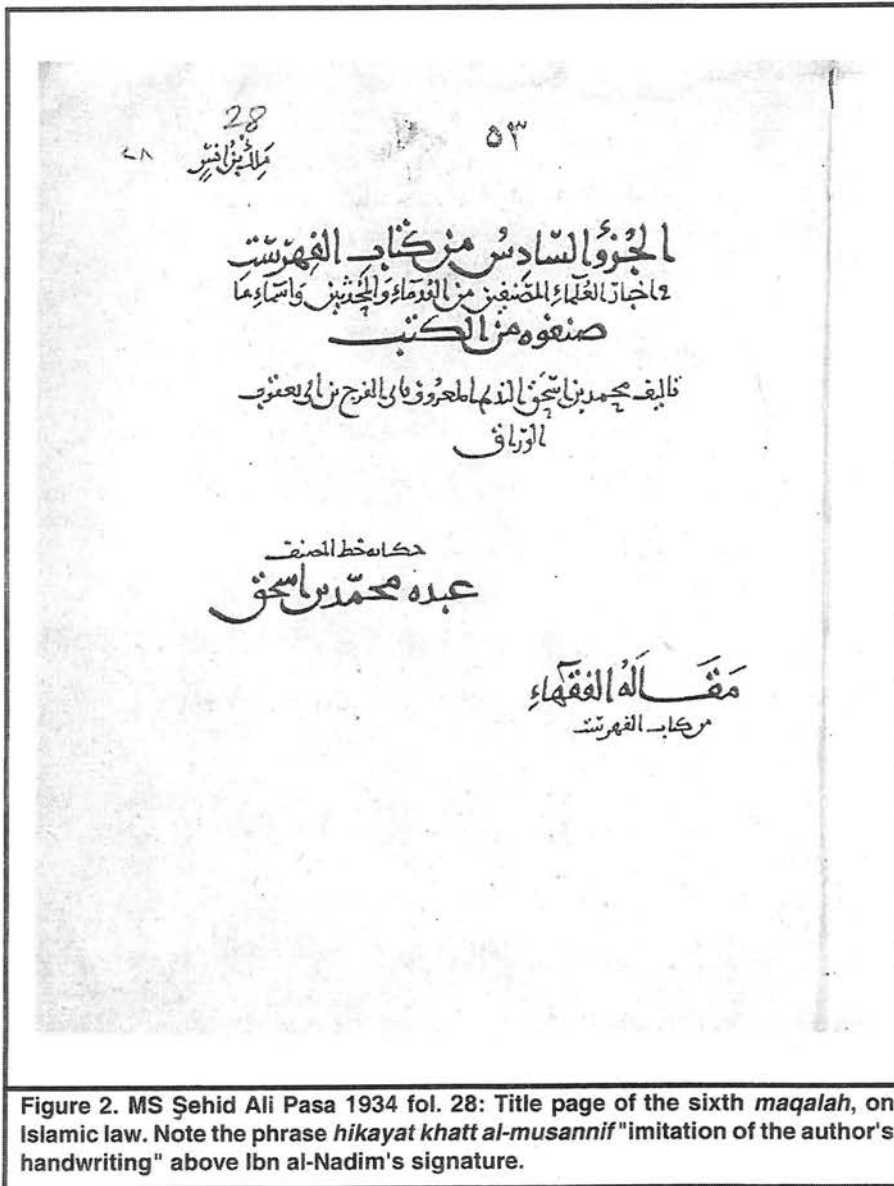 28
٢٨
ملك بن انس
٥٣
الجزؤ السادس من كتاب الفهرست
في اخبار العلماء المصنفين من القدماء والمحدثين واسماء ما
صنفوه من الكتب
تاليف محمد بن اسحق النديم المعروف بابي الفرج بن ابي يعقوب
الوراق
حكاية خط المصنف
عبده محمد بن اسحق
مقالة الفقهاء
من كتاب الفهرست
Figure 2. MS Şehid Ali Pasa 1934 fol. 28: Title page of the sixth maqalah, on
Islamic law. Note the phrase hikayat khatt al-musannif "imitation of the author's
handwriting" above Ibn al-Nadim's signature.